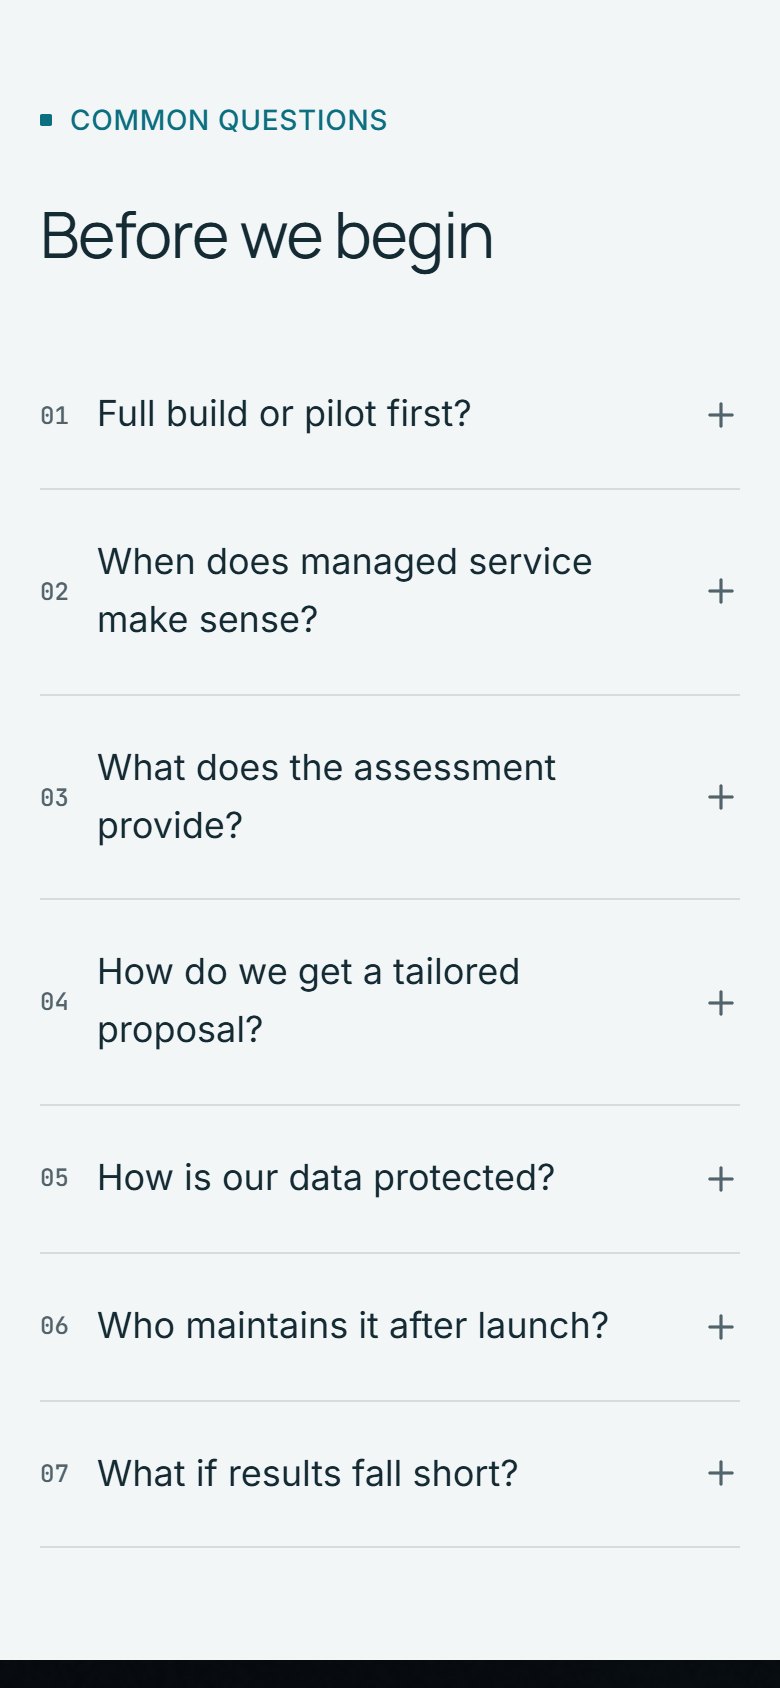 COMMON QUESTIONS
Before we begin
01 Full build or pilot first?
02 When does managed service
make sense?
03 What does the assessment
provide?
04 How do we get a tailored
proposal?
05 How is our data protected?
06 Who maintains it after launch?
07 What if results fall short?